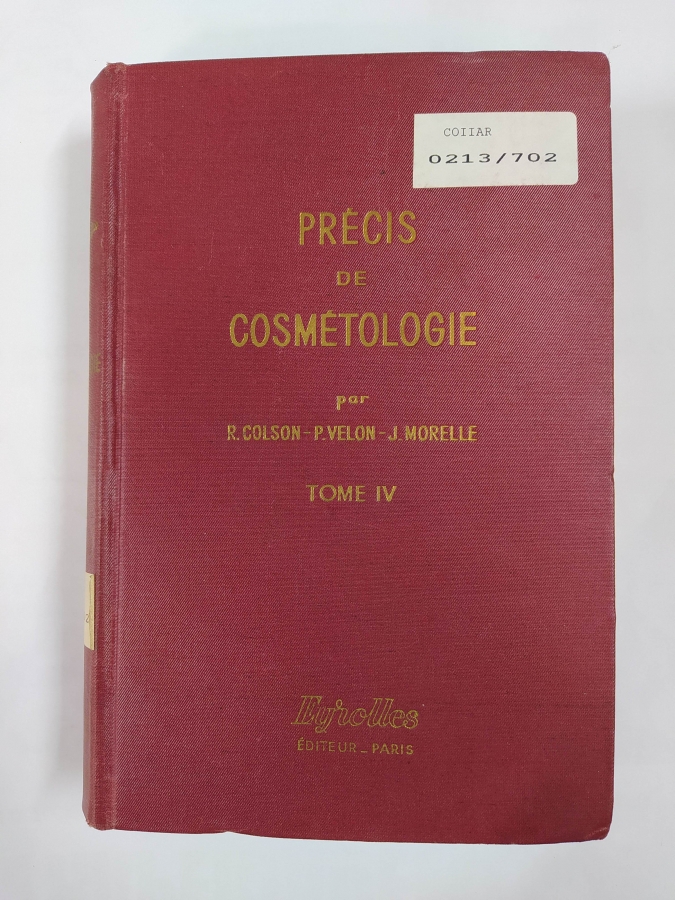 COIIAR
0213/702
PRÉCIS
DE
COSMÉTOLOGIE
par
R. COLSON - P. VELON - J. MORELLE
TOME IV
Eyrolles
ÉDITEUR _ PARIS